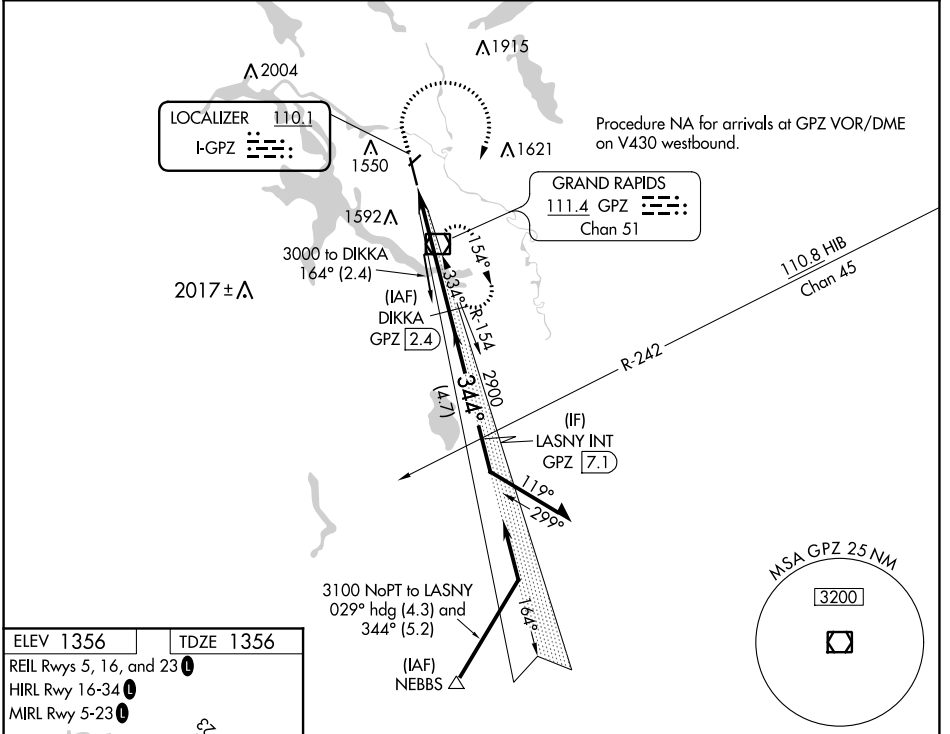 1915
2004
LOCALIZER 110.1
I-GPZ
1550
1621
Procedure NA for arrivals at GPZ VOR/DME
on V430 westbound.
GRAND RAPIDS
111.4 GPZ
Chan 51
1592
3000 to DIKKA
164° (2.4)
154°
334°
R-154
2017 ±
(IAF)
DIKKA
GPZ 2.4
110.8 HIB
Chan 45
R-242
2900
344°
(4.7)
(IF)
LASNY INT
GPZ 7.1
119°
299°
3100 NoPT to LASNY
029° hdg (4.3) and
344° (5.2)
164°
(IAF)
NEBBS
MSA GPZ 25 NM
3200
ELEV 1356
TDZE 1356
REIL Rwys 5, 16, and 23 L
HIRL Rwy 16-34 L
MIRL Rwy 5-23 L
23